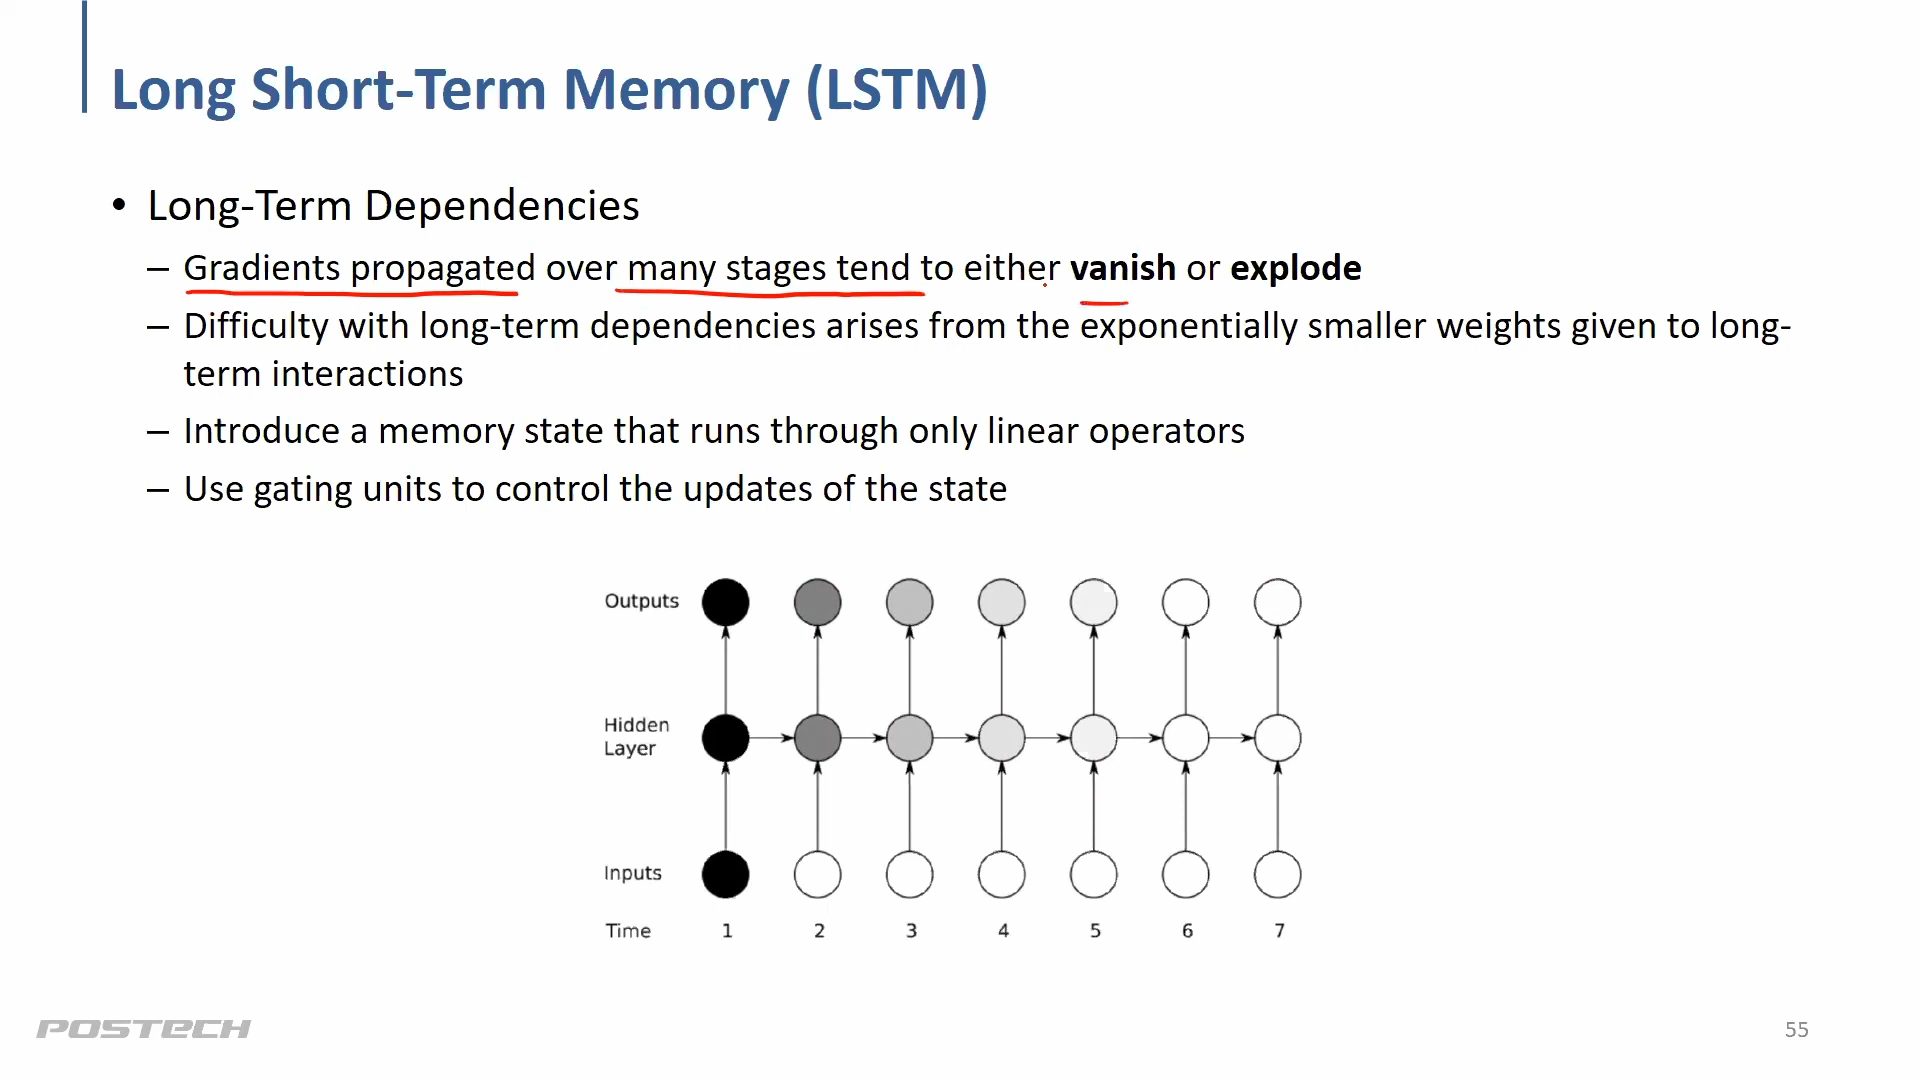 Long Short-Term Memory (LSTM)
• Long-Term Dependencies
– Gradients propagated over many stages tend to either vanish or explode
– Difficulty with long-term dependencies arises from the exponentially smaller weights given to long-
term interactions
– Introduce a memory state that runs through only linear operators
– Use gating units to control the updates of the state
Outputs
Hidden
Layer
Inputs
Time 1 2 3 4 5 6 7
POSTECH
55